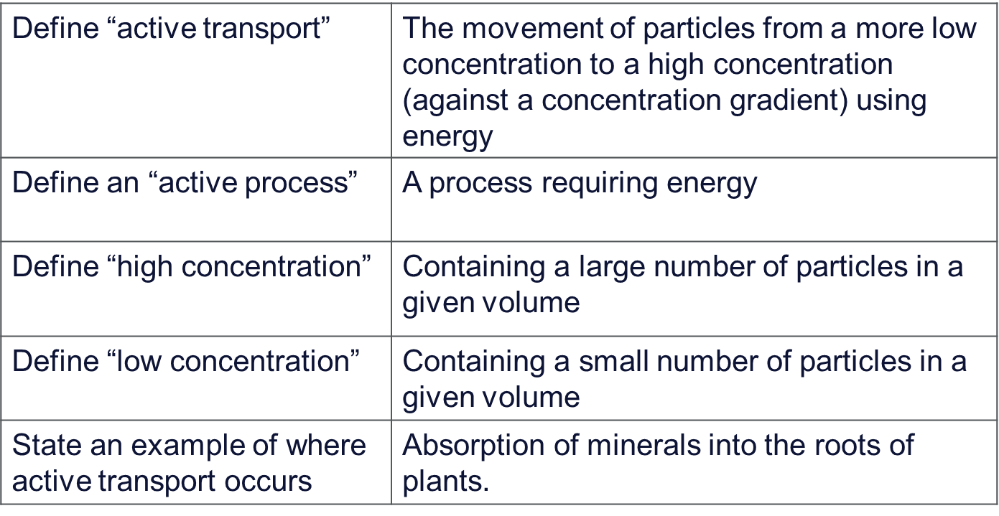 Define “active transport”
The movement of particles from a more low
concentration to a high concentration
(against a concentration gradient) using
energy
Define an “active process”
A process requiring energy
Define “high concentration”
Containing a large number of particles in a
given volume
Define “low concentration”
Containing a small number of particles in a
given volume
State an example of where
active transport occurs
Absorption of minerals into the roots of
plants.